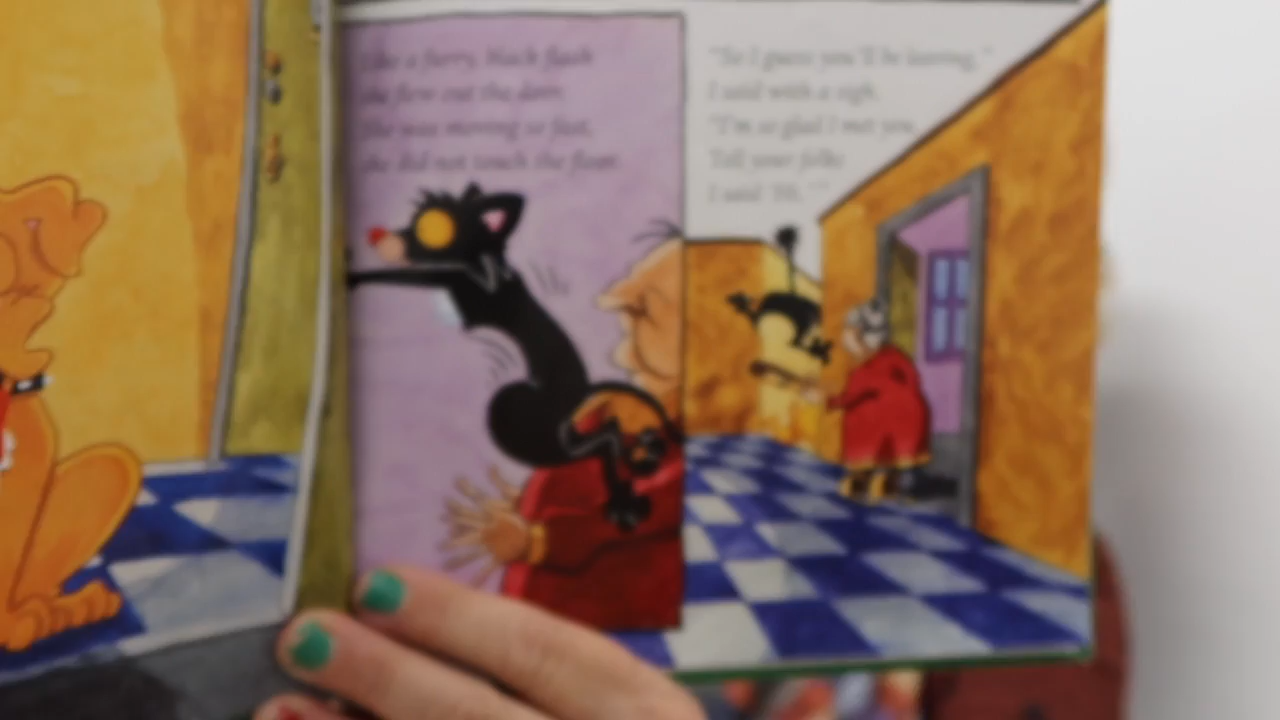 Like a furry, black flash
she flew out the door.
She was moving so fast,
she did not touch the floor.
"So I guess you'll be leaving,"
I said with a sigh.
"I'm so glad I met you.
Tell your folks
I said 'Hi.'"